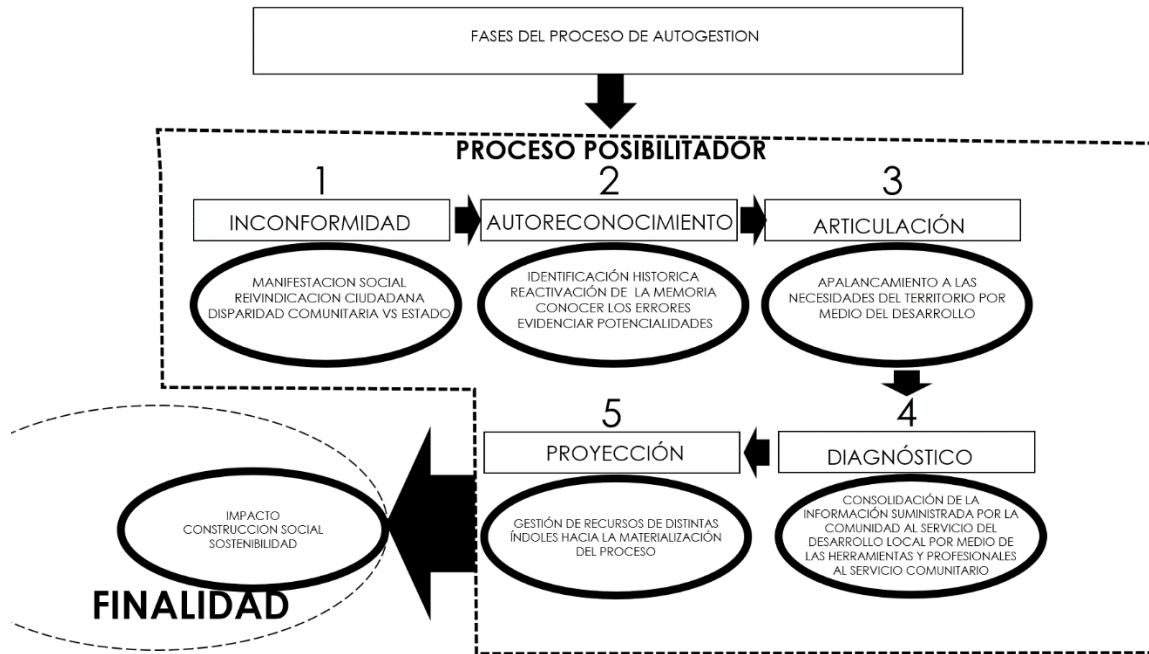 FASES DEL PROCESO DE AUTOGESTION
PROCESO POSIBILITADOR
1
INCONFORMIDAD
MANIFESTACION SOCIAL
REIVINDICACION CIUDADANA
DISPARIDAD COMUNITARIA VS ESTADO
2
AUTORECONOCIMIENTO
IDENTIFICACIÓN HISTORICA
REACTIVACIÓN DE LA MEMORIA
CONOCER LOS ERRORES
EVIDENCIAR POTENCIALIDADES
3
ARTICULACIÓN
APALANCAMIENTO A LAS
NECESIDADES DEL TERRITORIO POR
MEDIO DEL DESARROLLO
4
DIAGNÓSTICO
CONSOLIDACIÓN DE LA
INFORMACIÓN SUMINISTRADA POR LA
COMUNIDAD AL SERVICIO DEL
DESARROLLO LOCAL POR MEDIO DE
LAS HERRAMIENTAS Y PROFESIONALES
AL SERVICIO COMUNITARIO
5
PROYECCIÓN
GESTIÓN DE RECURSOS DE DISTINTAS
ÍNDOLES HACIA LA MATERIALIZACIÓN
DEL PROCESO
IMPACTO
CONSTRUCCION SOCIAL
SOSTENIBILIDAD
FINALIDAD